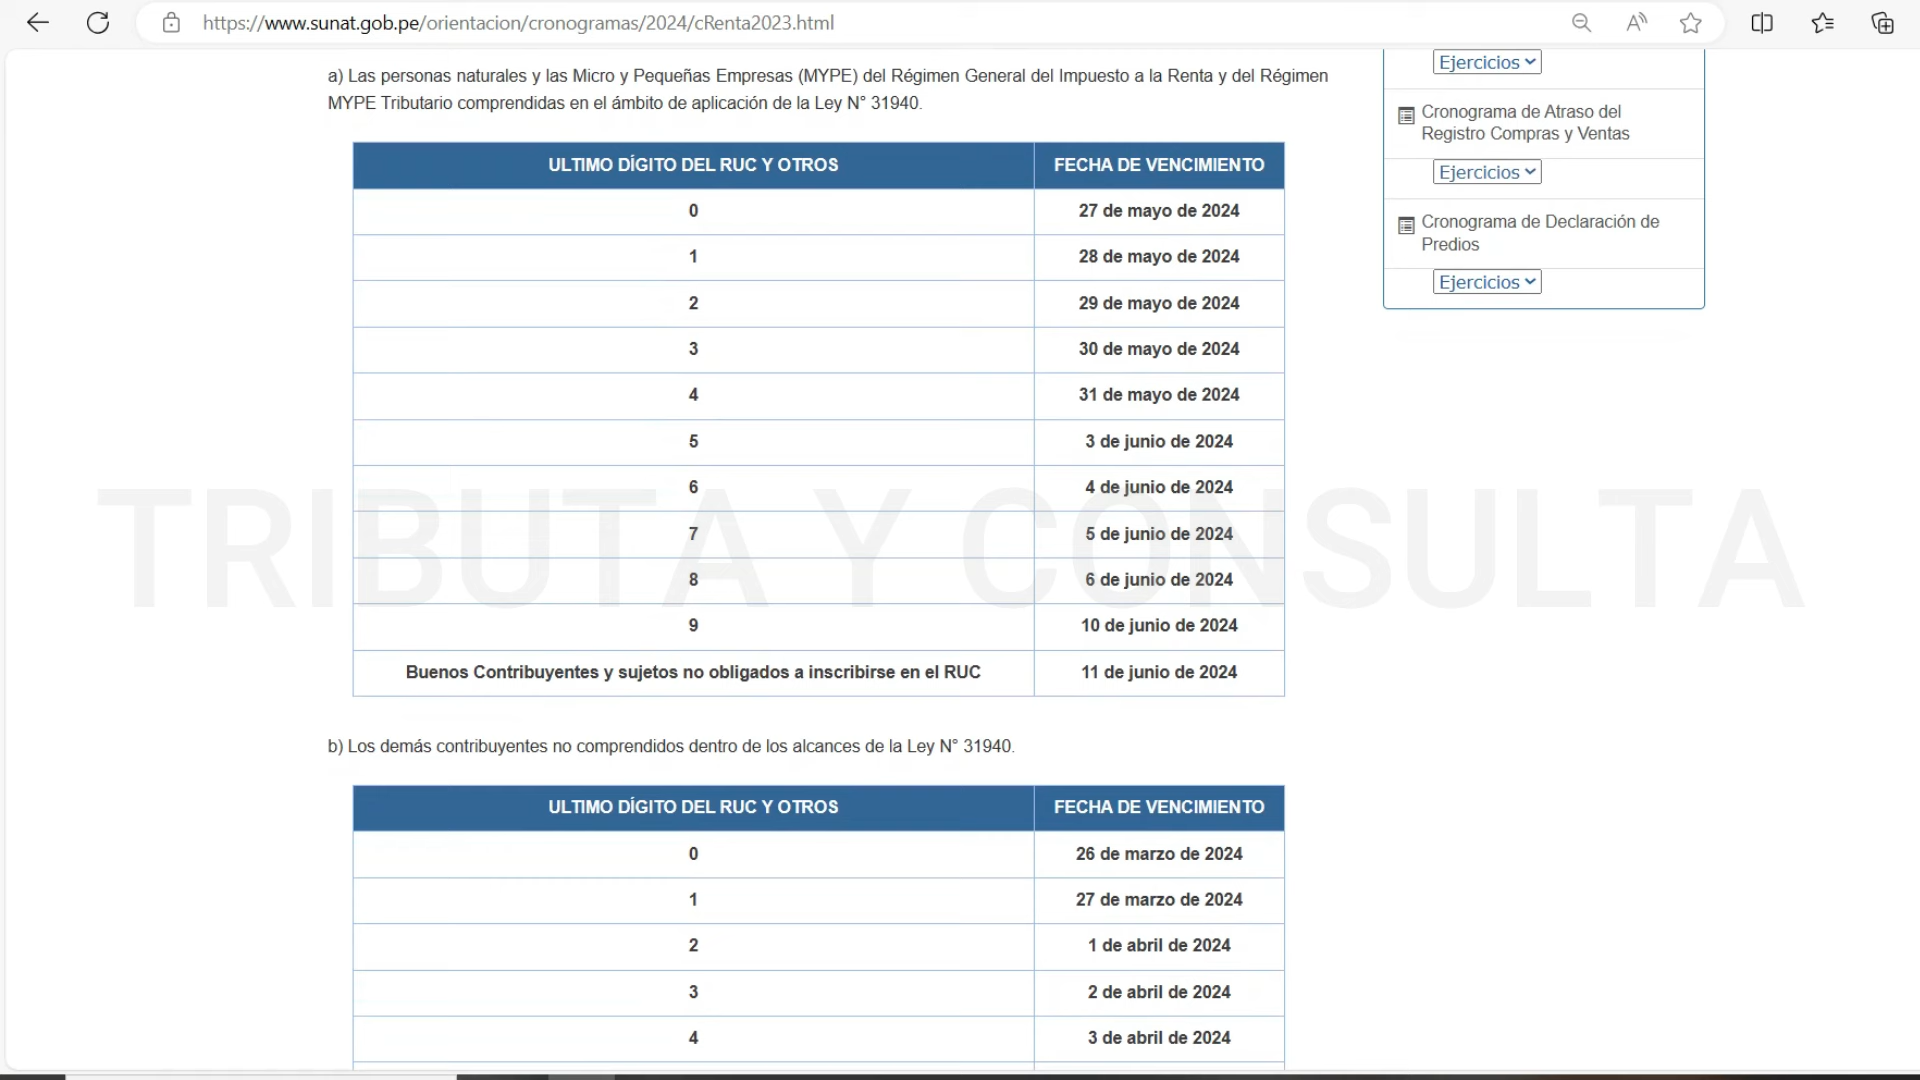 https://www.sunat.gob.pe/orientacion/cronogramas/2024/cRenta2023.html
a) Las personas naturales y las Micro y Pequeñas Empresas (MYPE) del Régimen General del Impuesto a la Renta y del Régimen
MYPE Tributario comprendidas en el ámbito de aplicación de la Ley N° 31940.
ULTIMO DÍGITO DEL RUC Y OTROS FECHA DE VENCIMIENTO
0 27 de mayo de 2024
1 28 de mayo de 2024
2 29 de mayo de 2024
3 30 de mayo de 2024
4 31 de mayo de 2024
5 3 de junio de 2024
6 4 de junio de 2024
7 5 de junio de 2024
8 6 de junio de 2024
9 10 de junio de 2024
Buenos Contribuyentes y sujetos no obligados a inscribirse en el RUC 11 de junio de 2024
b) Los demás contribuyentes no comprendidos dentro de los alcances de la Ley N° 31940.
ULTIMO DÍGITO DEL RUC Y OTROS FECHA DE VENCIMIENTO
0 26 de marzo de 2024
1 27 de marzo de 2024
2 1 de abril de 2024
3 2 de abril de 2024
4 3 de abril de 2024
Ejercicios
Cronograma de Atraso del
Registro Compras y Ventas
Ejercicios
Cronograma de Declaración de
Predios
Ejercicios
TRIBUTA Y CONSULTA